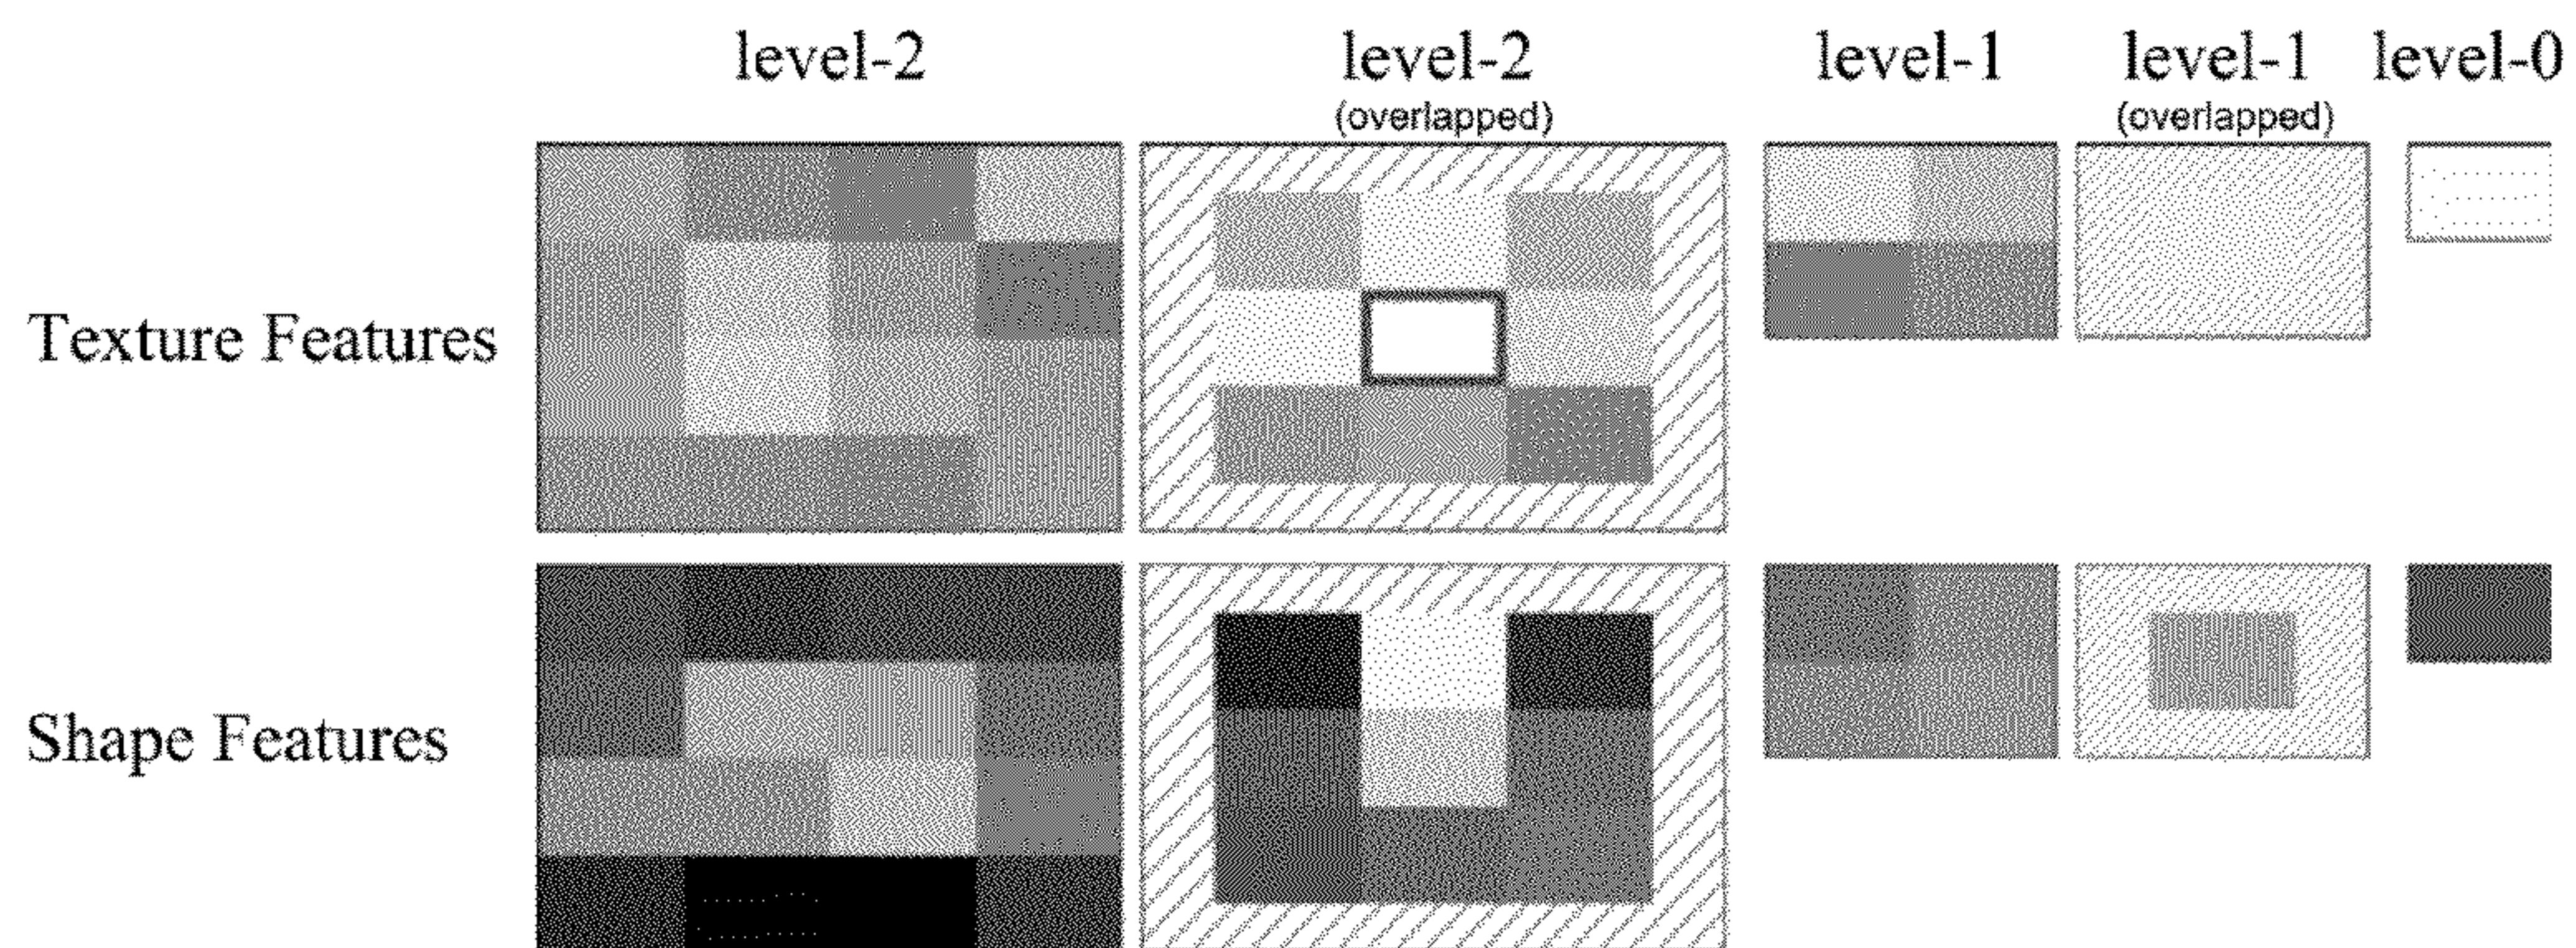 level-2 level-2 level-1 level-1 level-0
(overlapped) (overlapped)
Texture Features
Shape Features